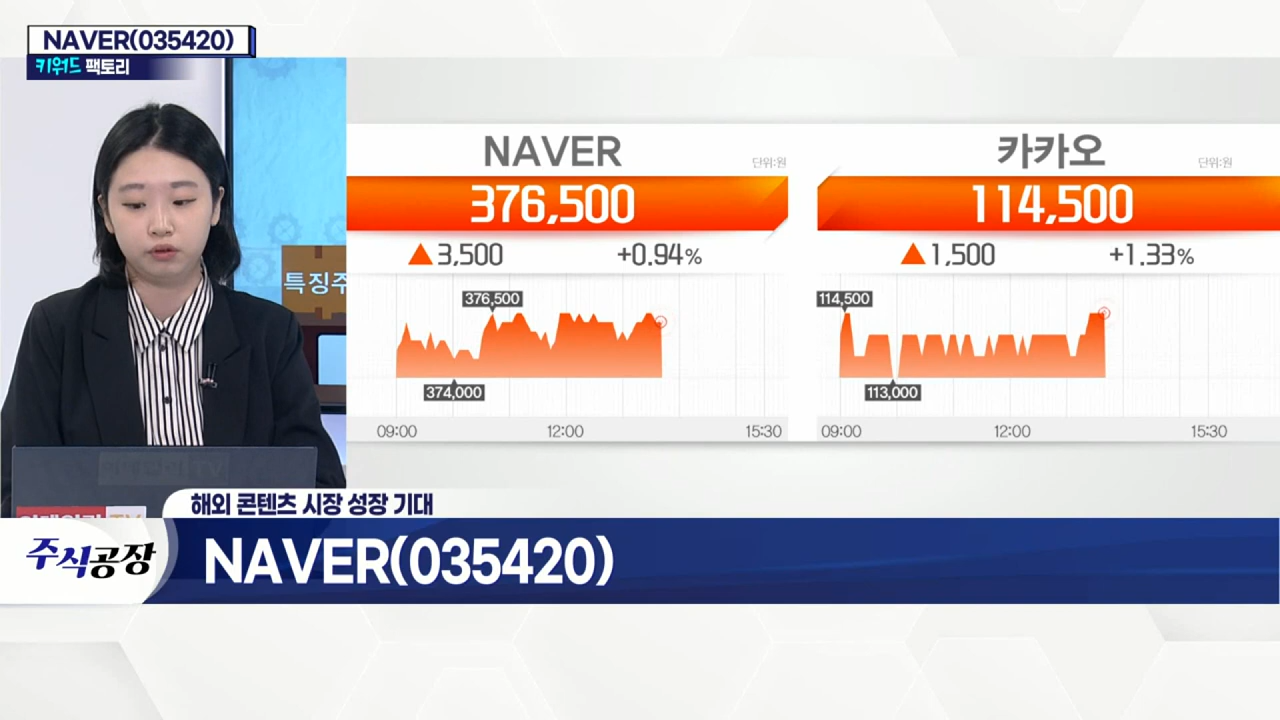 NAVER(035420)
키워드 팩토리
특징주
NAVER
단위:원
376,500
▲3,500 +0.94%
376,500
374,000
09:00 12:00 15:30
카카오
단위:원
114,500
▲1,500 +1.33%
114,500
113,000
09:00 12:00 15:30
해외 콘텐츠 시장 성장 기대
주식공장
NAVER(035420)